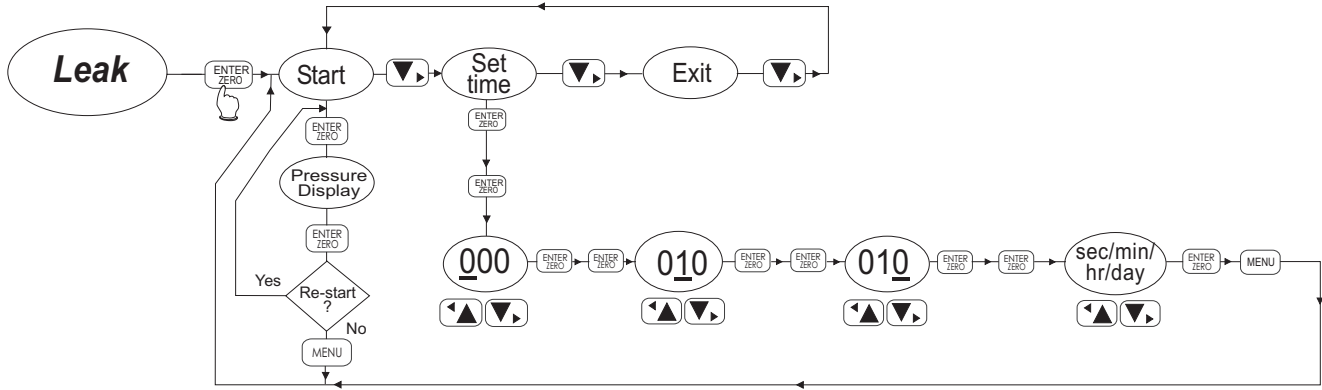 Leak
ENTER
ZERO
Start
Set
time
Exit
ENTER
ZERO
ENTER
ZERO
Pressure
Display
ENTER
ZERO
ENTER
ZERO
Yes
Re-start
?
No
MENU
000
ENTER
ZERO
ENTER
ZERO
010
ENTER
ZERO
ENTER
ZERO
010
ENTER
ZERO
ENTER
ZERO
sec/min/
hr/day
ENTER
ZERO
MENU